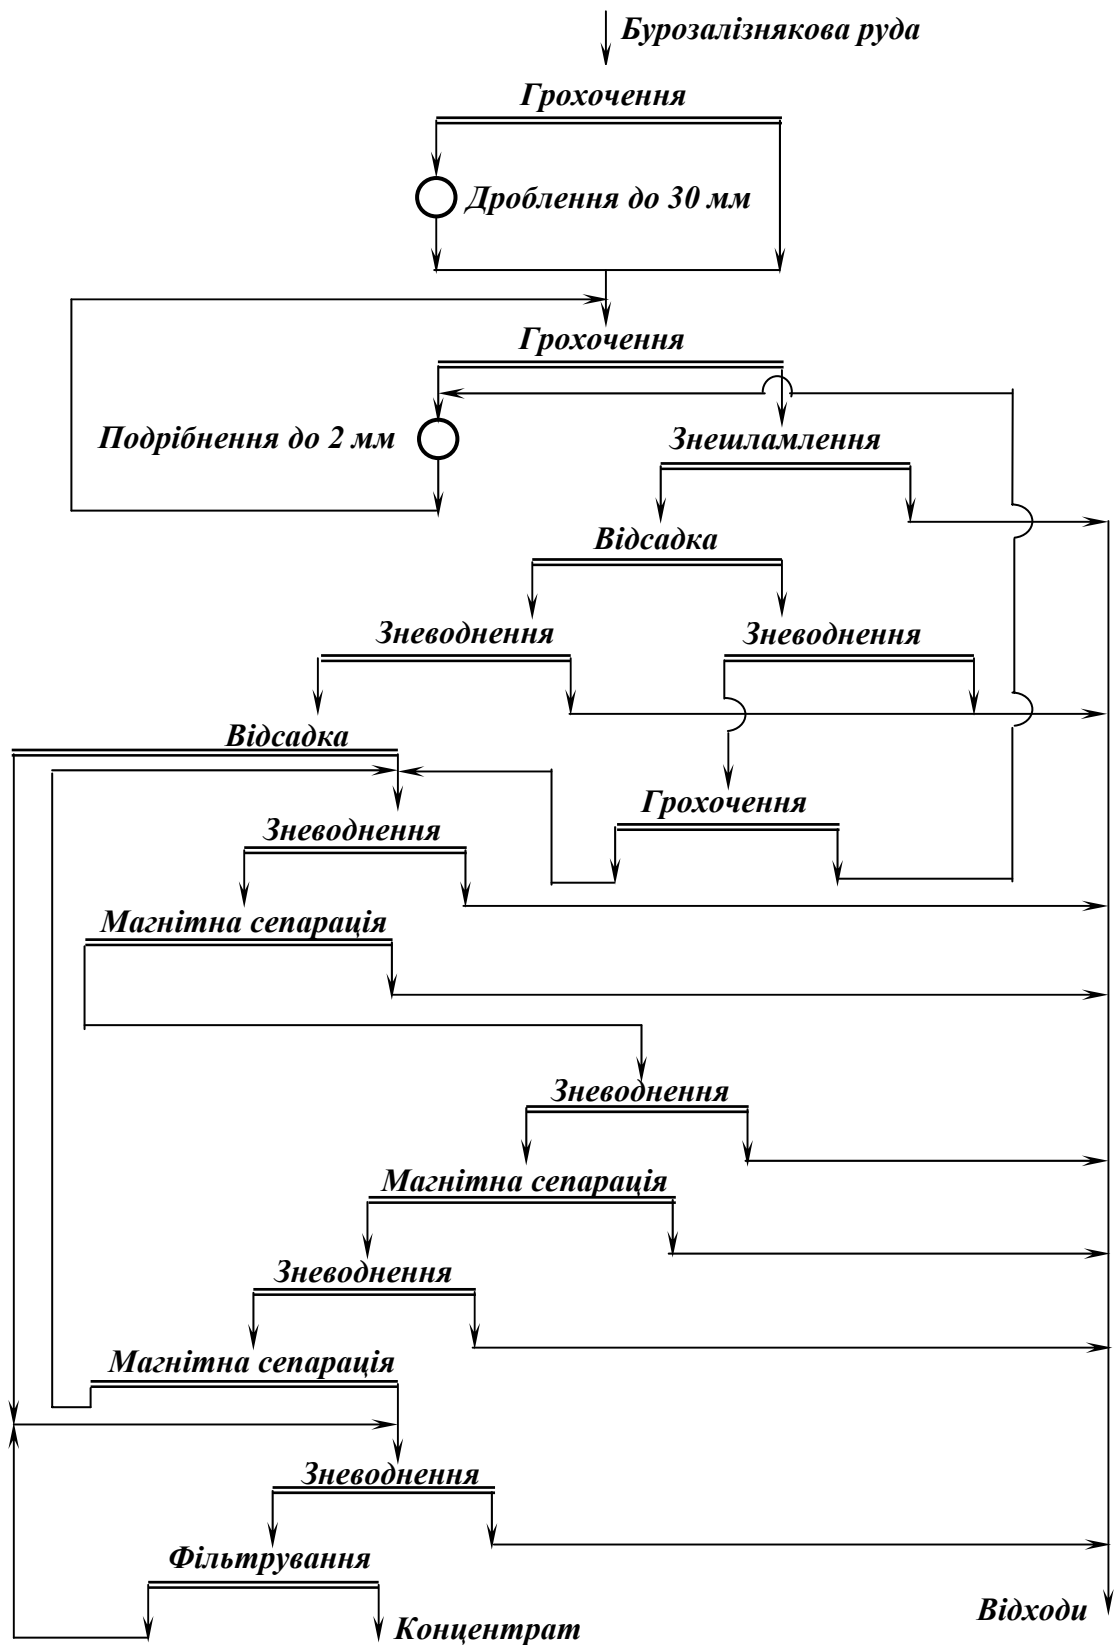 Бурозалізнякова руда
Грохочення
Дроблення до 30 мм
Грохочення
Подрібнення до 2 мм
Знешламлення
Відсадка
Зневоднення
Зневоднення
Відсадка
Грохочення
Зневоднення
Магнітна сепарація
Зневоднення
Магнітна сепарація
Зневоднення
Магнітна сепарація
Зневоднення
Фільтрування
Відходи
Концентрат